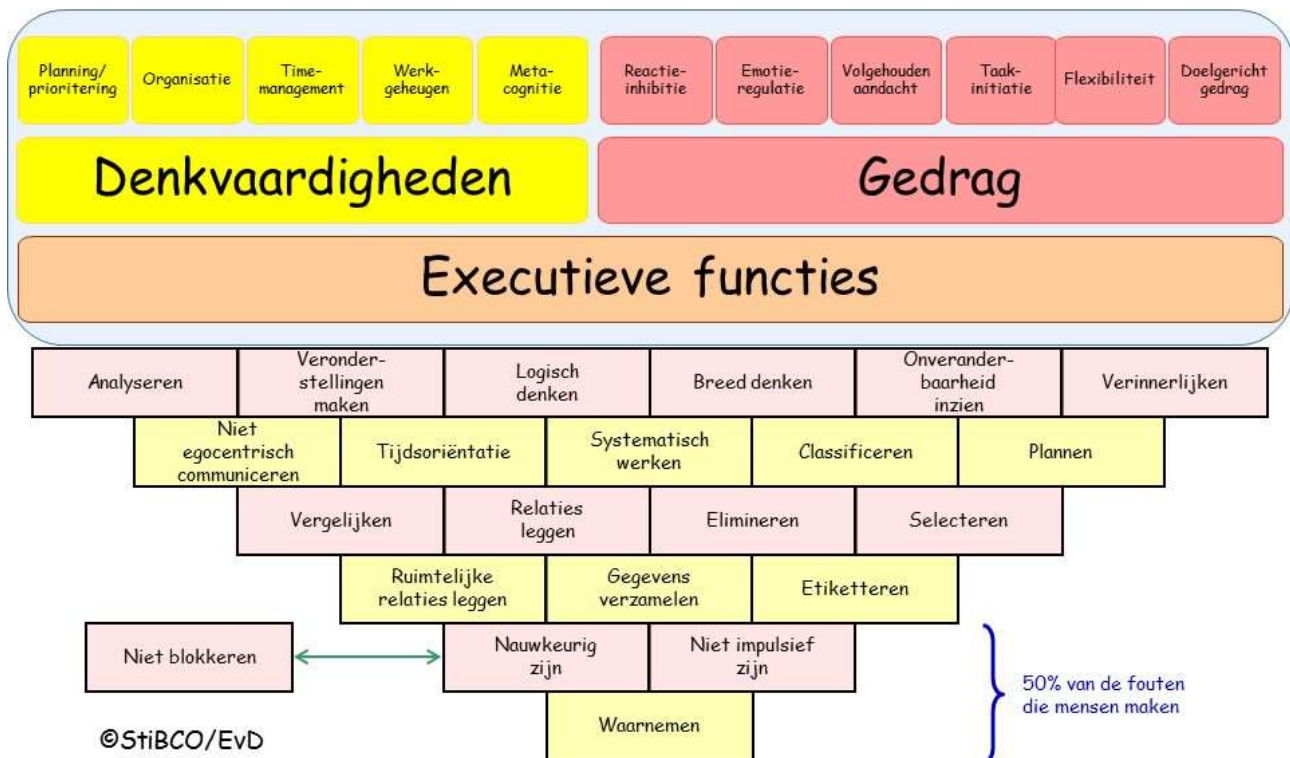 Planning/
prioritering
Organisatie
Time-
management
Werk-
geheugen
Meta-
cognitie
Reactie-
inhibitie
Emotie-
regulatie
Volgehouden
aandacht
Taak-
initiatie
Flexibiliteit
Doelgericht
gedrag
Denkvaardigheden
Gedrag
Executieve functies
Analyseren
Veronder-
stellingen
maken
Logisch
denken
Breed denken
Onverander-
baarheid
inzien
Verinnerlijken
Niet
egocentrisch
communiceren
Tijdsoriëntatie
Systematisch
werken
Classificeren
Plannen
Vergelijken
Relaties
leggen
Elimineren
Selecteren
Ruimtelijke
relaties leggen
Gegevens
verzamelen
Etiketteren
Niet blokkeren
Nauwkeurig
zijn
Niet impulsief
zijn
50% van de fouten
die mensen maken
Waarnemen
©StiBCO/EvD